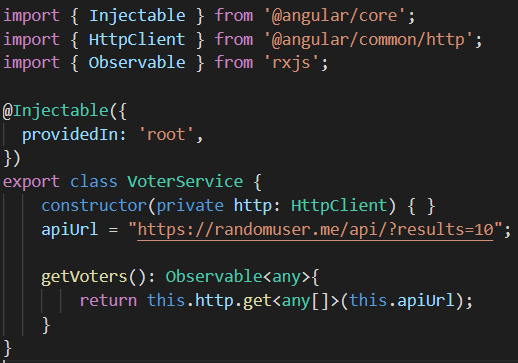 import { Injectable } from '@angular/core';
import { HttpClient } from '@angular/common/http';
import { Observable } from 'rxjs';

@Injectable({
  providedIn: 'root',
})
export class VoterService {
    constructor(private http: HttpClient) { }
    apiUrl = "https://randomuser.me/api/?results=10";

    getVoters(): Observable<any>{
        return this.http.get<any[]>(this.apiUrl);
    }
}